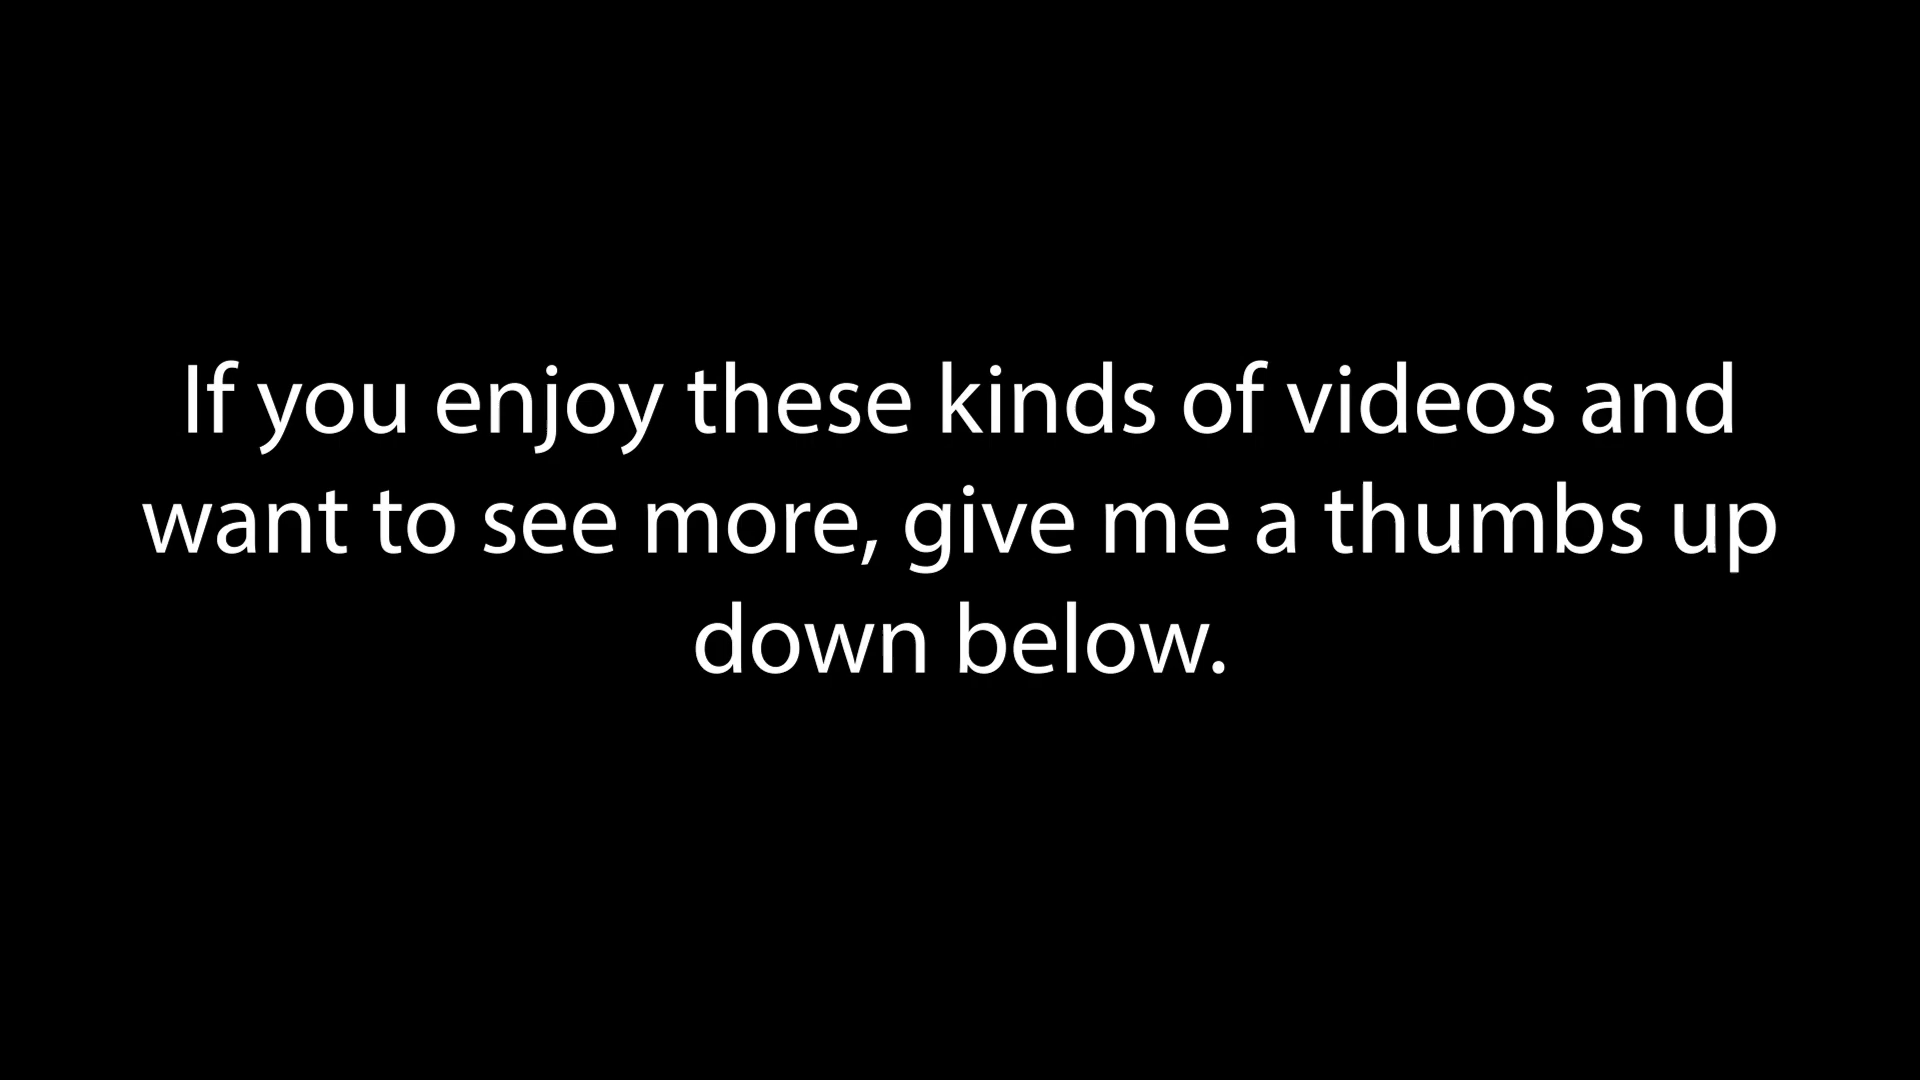 If you enjoy these kinds of videos and
want to see more, give me a thumbs up
down below.